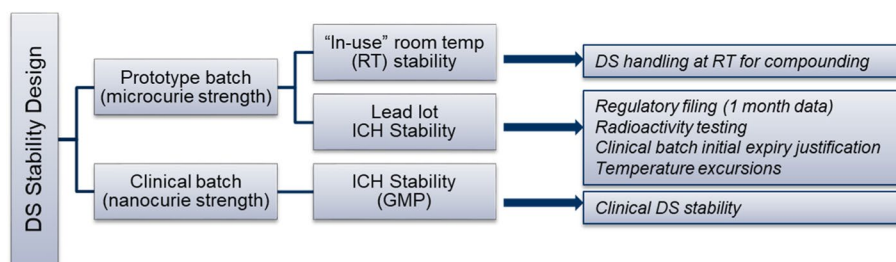 DS Stability Design
Prototype batch
(microcurie strength)
Clinical batch
(nanocurie strength)
“In-use” room temp
(RT) stability
Lead lot
ICH Stability
ICH Stability
(GMP)
DS handling at RT for compounding
Regulatory filing (1 month data)
Radioactivity testing
Clinical batch initial expiry justification
Temperature excursions
Clinical DS stability